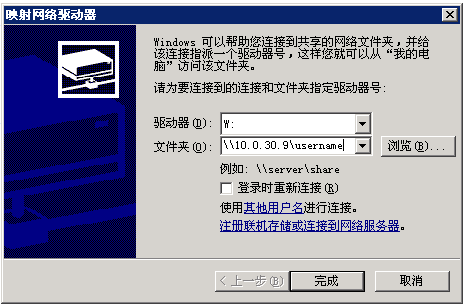 映射网络驱动器
Windows 可以帮助您连接到共享的网络文件夹，并给
该连接指派一个驱动器号，这样您就可以从“我的电
脑”访问该文件夹。
请为要连接到的连接和文件夹指定驱动器号：
驱动器(D)： W:
文件夹(O)： \\10.0.30.9\username 浏览(B)...
例如：\\server\share
登录时重新连接(R)
使用其他用户名进行连接。
注册联机存储或连接到网络服务器。
< 上一步(B) 完成 取消